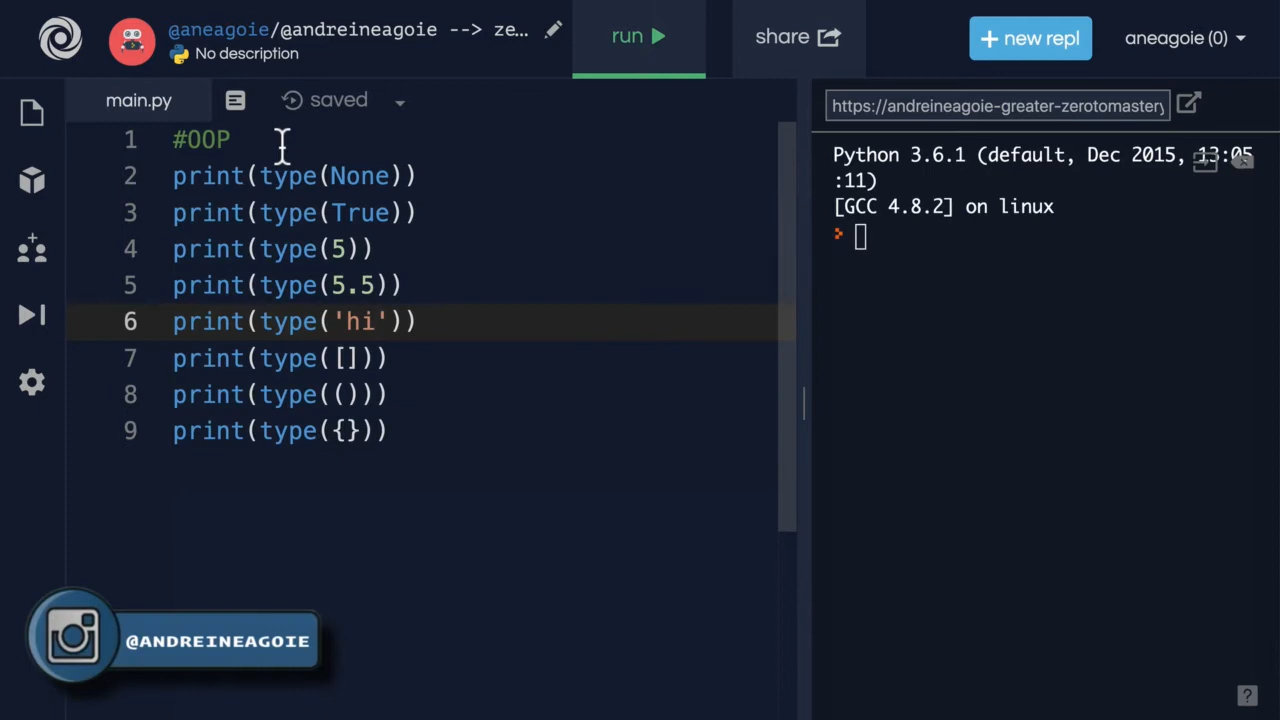 @aneagoie/@andreineagoie --> ze...
No description
run
share
+ new repl
aneagoie (0)
main.py
saved
https://andreineagoie-greater-zerotomastery
1 #OOP
2 print(type(None))
3 print(type(True))
4 print(type(5))
5 print(type(5.5))
6 print(type('hi'))
7 print(type([]))
8 print(type(()))
9 print(type({}))
Python 3.6.1 (default, Dec 2015, 13:05
:11)
[GCC 4.8.2] on linux
@ANDREINEAGOIE
?